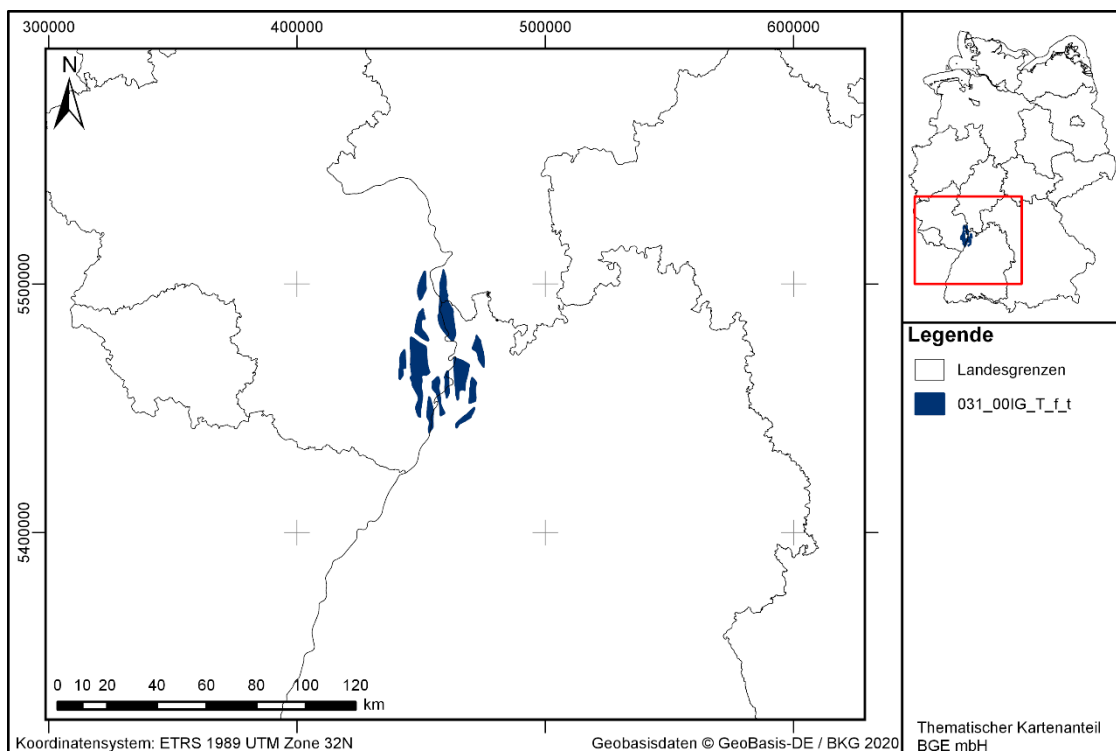 300000 400000 500000 600000
N
5500000
5400000
0 10 20 40 60 80 100 120
km
Koordinatensystem: ETRS 1989 UTM Zone 32N
Geobasisdaten © GeoBasis-DE / BKG 2020
Legende
Landesgrenzen
031_00IG_T_f_t
Thematischer Kartenanteil
BGE mbH